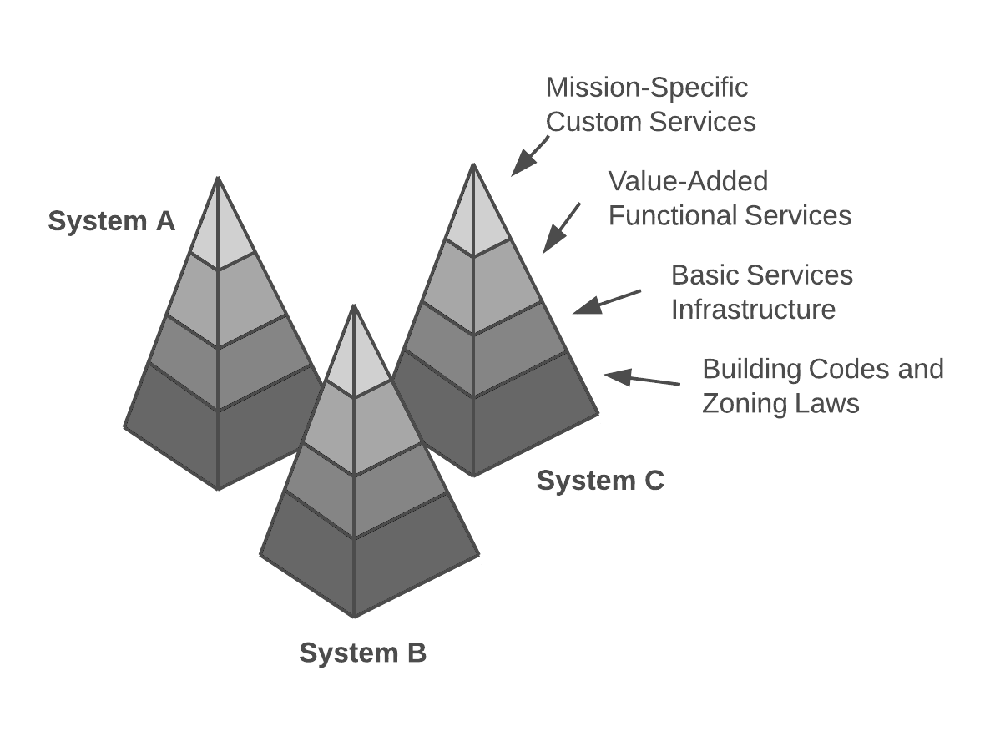 Mission-Specific
Custom Services
Value-Added
Functional Services
System A
Basic Services
Infrastructure
Building Codes and
Zoning Laws
System C
System B